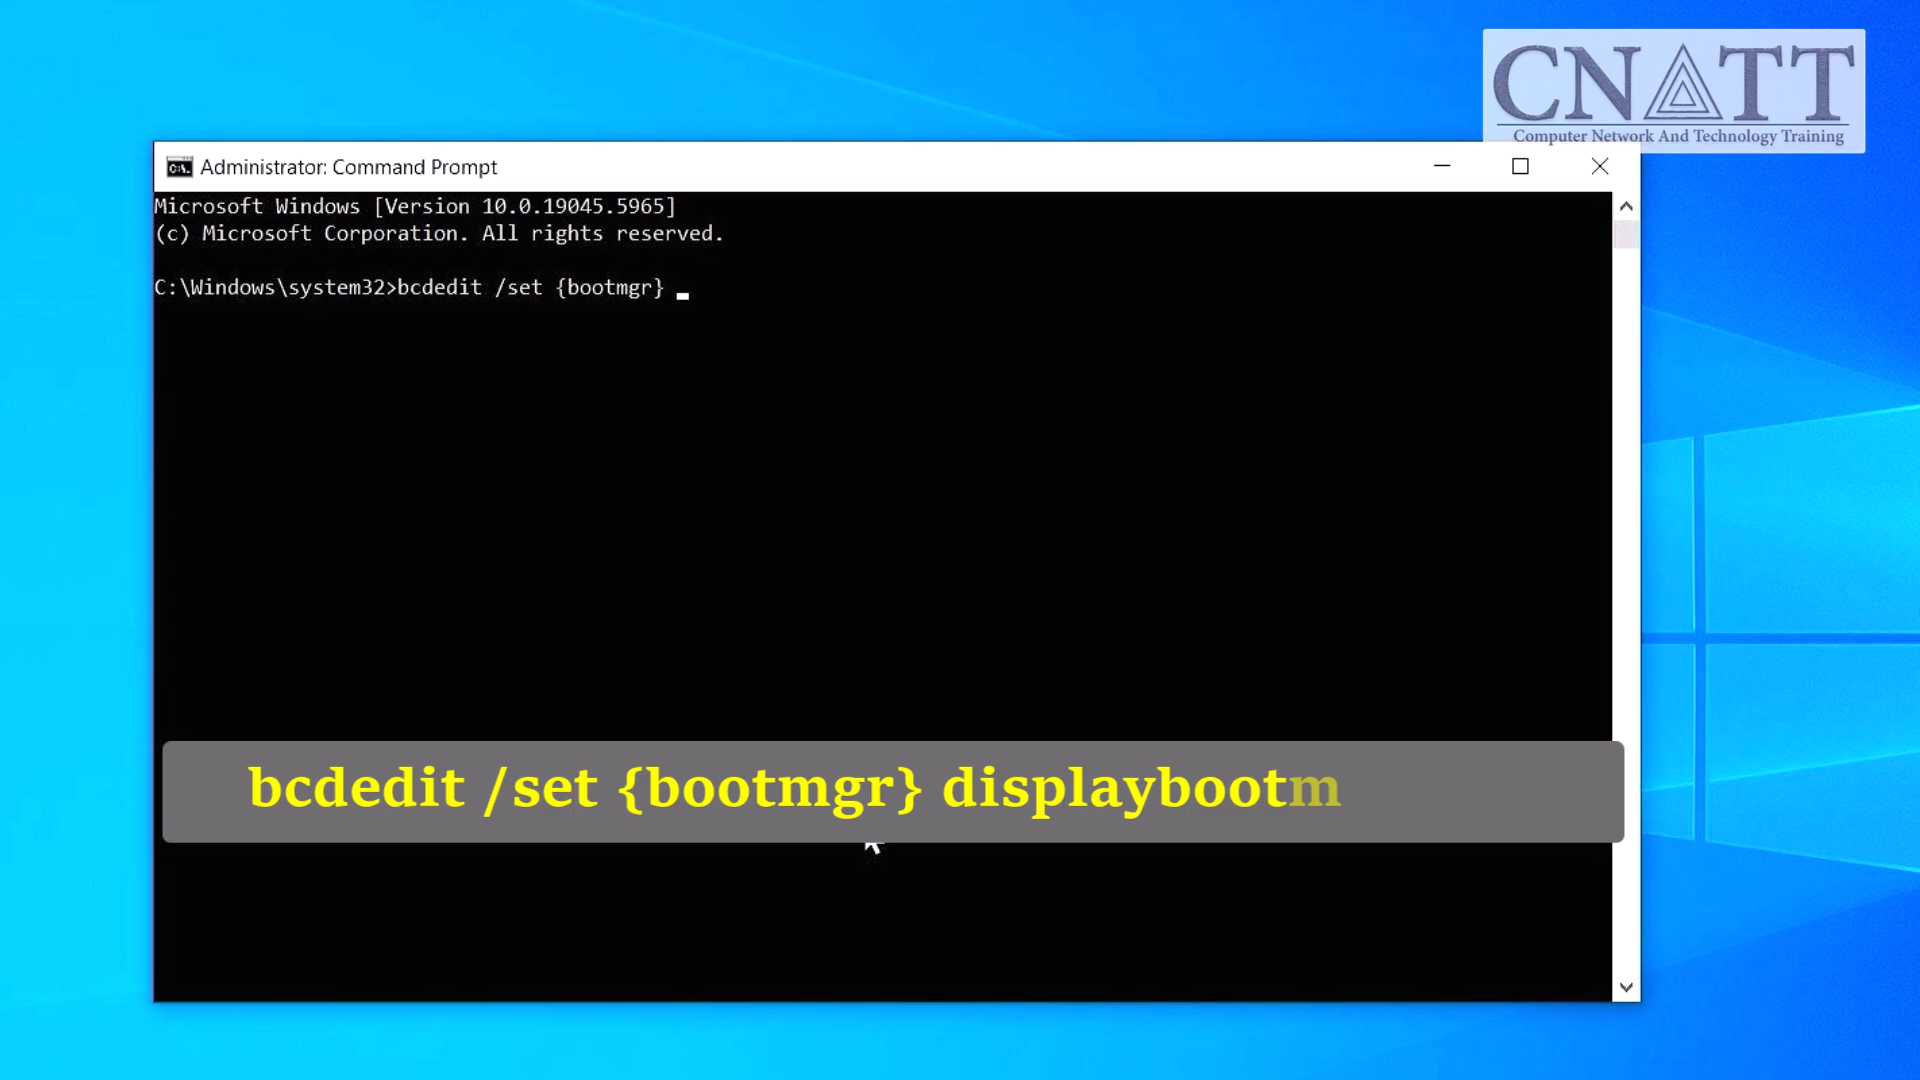 CNATT
Computer Network And Technology Training
Administrator: Command Prompt
Microsoft Windows [Version 10.0.19045.5965]
(c) Microsoft Corporation. All rights reserved.
C:\Windows\system32>bcdedit /set {bootmgr}
bcdedit /set {bootmgr} displaybootm